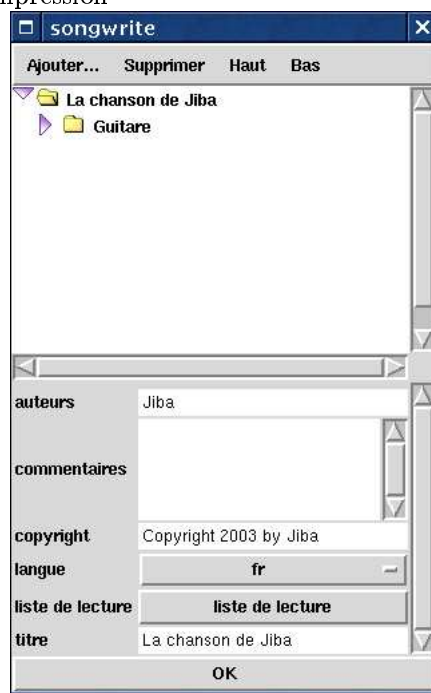 impression
songwrite
Ajouter... Supprimer Haut Bas
La chanson de Jiba
Guitare
auteurs Jiba
commentaires
copyright Copyright 2003 by Jiba
langue fr
liste de lecture liste de lecture
titre La chanson de Jiba
OK